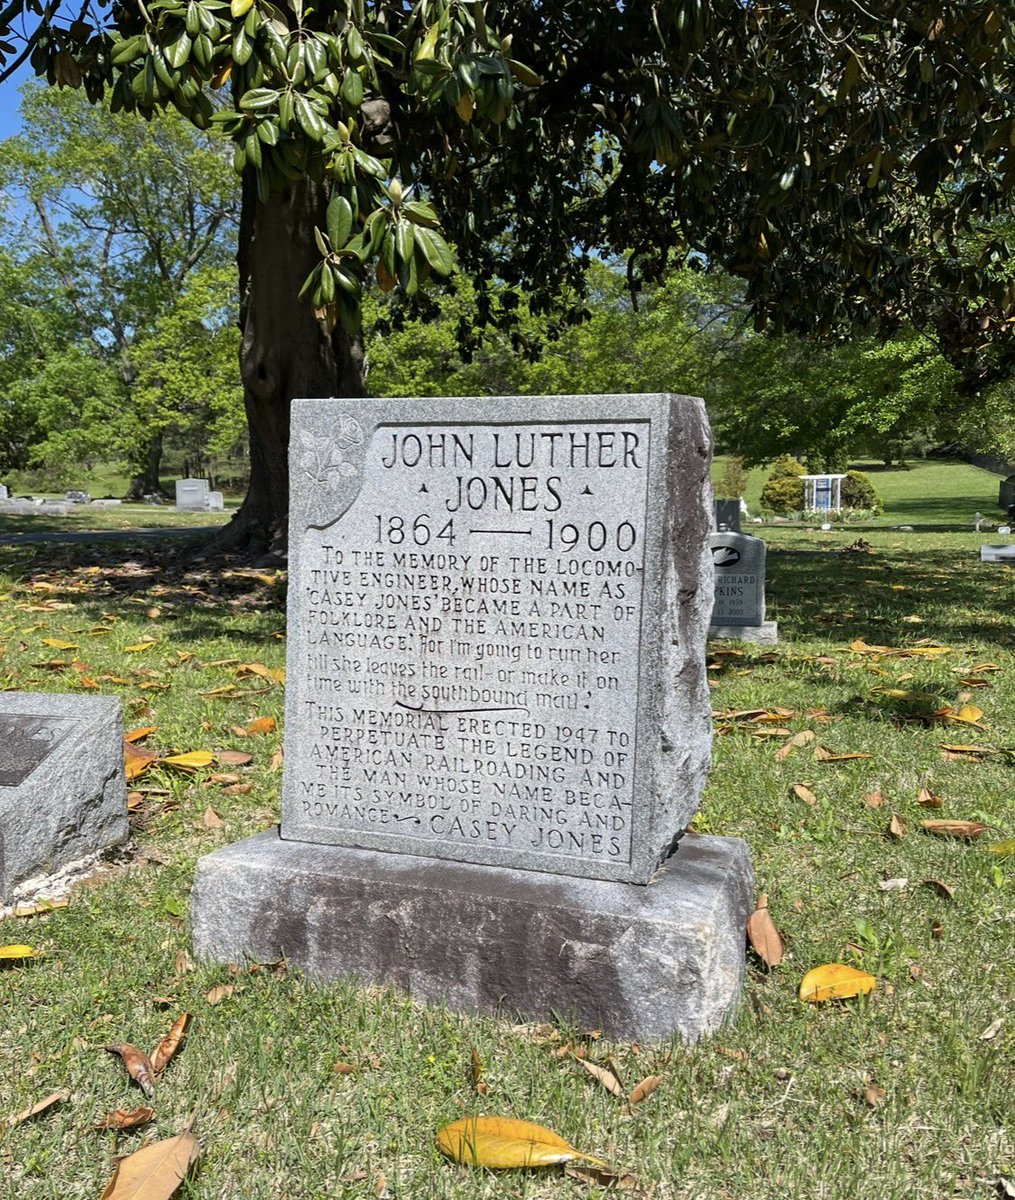 JOHN LUTHER
JONES
1864 — 1900
TO THE MEMORY OF THE LOCOMO-
TIVE ENGINEER, WHOSE NAME AS
'CASEY JONES' BECAME A PART OF
FOLKLORE AND THE AMERICAN
LANGUAGE. 'For I'm going to run her
till she leaves the rail - or make it on
time with the southbound mail.'
THIS MEMORIAL ERECTED 1947 TO
PERPETUATE THE LEGEND OF
AMERICAN RAILROADING AND
THE MAN WHOSE NAME BECA-
ME ITS SYMBOL OF DARING AND
ROMANCE ~ CASEY JONES
RICHARD